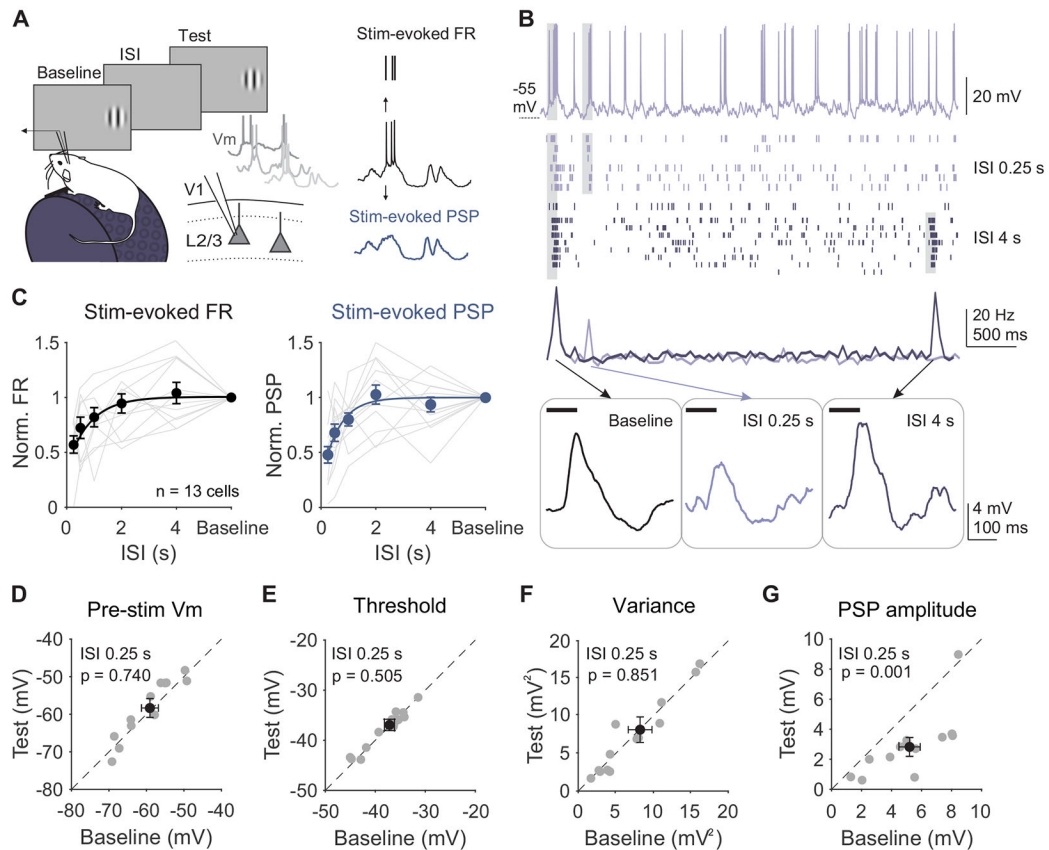 A
Baseline
ISI
Test
Stim-evoked FR
Vm
V1
L2/3
Stim-evoked PSP
B
-55
mV
20 mV
ISI 0.25 s
ISI 4 s
20 Hz
500 ms
Baseline
ISI 0.25 s
ISI 4 s
4 mV
100 ms
C
Stim-evoked FR
Norm. FR
1.5
1
0.5
0
n = 13 cells
0
2
4
Baseline
ISI (s)
Stim-evoked PSP
Norm. PSP
1.5
1
0.5
0
0
2
4
Baseline
ISI (s)
D
Pre-stim Vm
Test (mV)
-40
-50
-60
-70
-80
ISI 0.25 s
p = 0.740
-80
-60
-40
Baseline (mV)
E
Threshold
Test (mV)
-20
-30
-40
-50
ISI 0.25 s
p = 0.505
-50
-40
-30
-20
Baseline (mV)
F
Variance
Test (mV²)
20
15
10
5
0
ISI 0.25 s
p = 0.851
0
5
10
15
20
Baseline (mV²)
G
PSP amplitude
Test (mV)
10
8
6
4
2
0
ISI 0.25 s
p = 0.001
0
2
4
6
8
10
Baseline (mV)